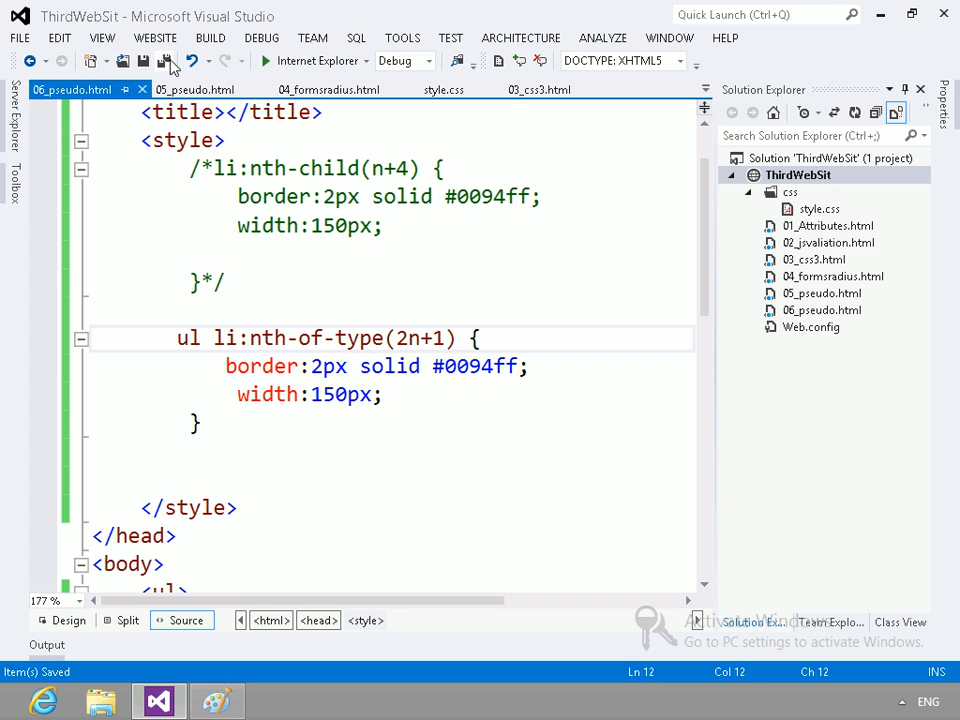 ThirdWebSit - Microsoft Visual Studio
Quick Launch (Ctrl+Q)
FILE EDIT VIEW WEBSITE BUILD DEBUG TEAM SQL TOOLS TEST ARCHITECTURE ANALYZE WINDOW HELP
Internet Explorer Debug DOCTYPE: XHTML5
06_pseudo.html 05_pseudo.html 04_formsradius.html style.css 03_css3.html
Server Explorer
Toolbox
<title></title>
<style>
/*li:nth-child(n+4) {
border:2px solid #0094ff;
width:150px;
}*/
ul li:nth-of-type(2n+1) {
border:2px solid #0094ff;
width:150px;
}
</style>
</head>
<body>
<ul>
177 %
Design Split Source <html> <head> <style>
Output
Solution Explorer
Search Solution Explorer (Ctrl+;)
Solution 'ThirdWebSit' (1 project)
ThirdWebSit
css
style.css
01_Attributes.html
02_jsvaliation.html
03_css3.html
04_formsradius.html
05_pseudo.html
06_pseudo.html
Web.config
Properties
Activate Windows
Go to PC settings to activate Windows.
Solution Ex... Team Explo... Class View
Item(s) Saved Ln 12 Col 12 Ch 12 INS
ENG